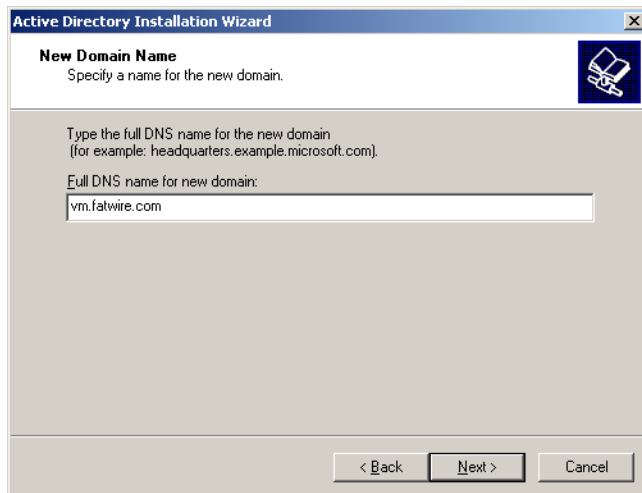 Active Directory Installation Wizard
New Domain Name
Specify a name for the new domain.
Type the full DNS name for the new domain
(for example: headquarters.example.microsoft.com).
Full DNS name for new domain:
vm.fatwire.com
< Back
Next >
Cancel